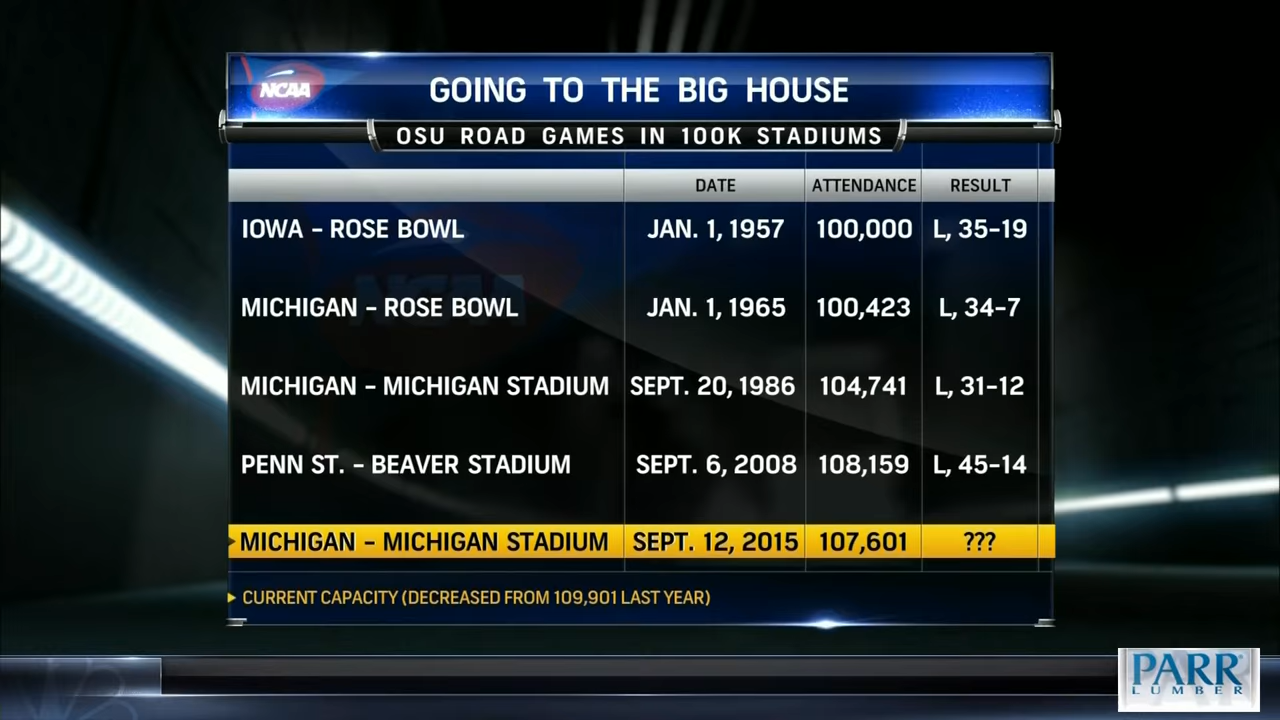 NCAA
GOING TO THE BIG HOUSE
OSU ROAD GAMES IN 100K STADIUMS
DATE ATTENDANCE RESULT
IOWA – ROSE BOWL JAN. 1, 1957 100,000 L, 35–19
MICHIGAN – ROSE BOWL JAN. 1, 1965 100,423 L, 34–7
MICHIGAN – MICHIGAN STADIUM SEPT. 20, 1986 104,741 L, 31–12
PENN ST. – BEAVER STADIUM SEPT. 6, 2008 108,159 L, 45–14
MICHIGAN – MICHIGAN STADIUM SEPT. 12, 2015 107,601 ???
CURRENT CAPACITY (DECREASED FROM 109,901 LAST YEAR)
PARR
LUMBER